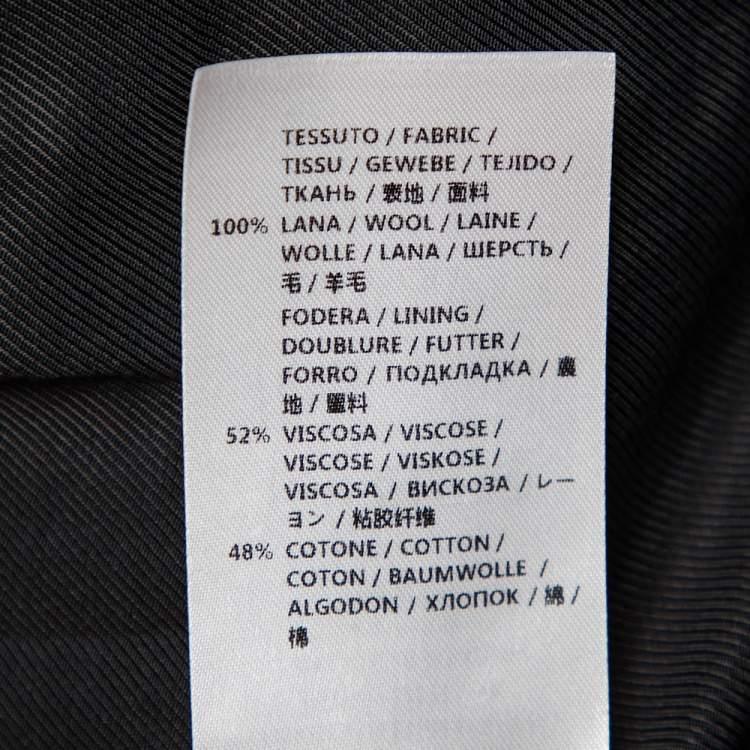 TESSUTO / FABRIC /
TISSU / GEWEBE / TEJIDO /
ТКАНЬ / 表地 / 面料
100% LANA / WOOL / LAINE /
WOLLE / LANA / ШЕРСТЬ /
毛 / 羊毛
FODERA / LINING /
DOUBLURE / FUTTER /
FORRO / ПОДКЛАДКА / 裏
地 / 料
52% VISCOSA / VISCOSE /
VISCOSE / VISKOSE /
VISCOSA / ВИСКОЗА / レー
ヨン / 粘胶纤维
48% COTONE / COTTON /
COTON / BAUMWOLLE /
ALGODON / ХЛОПОК / 綿 /
棉